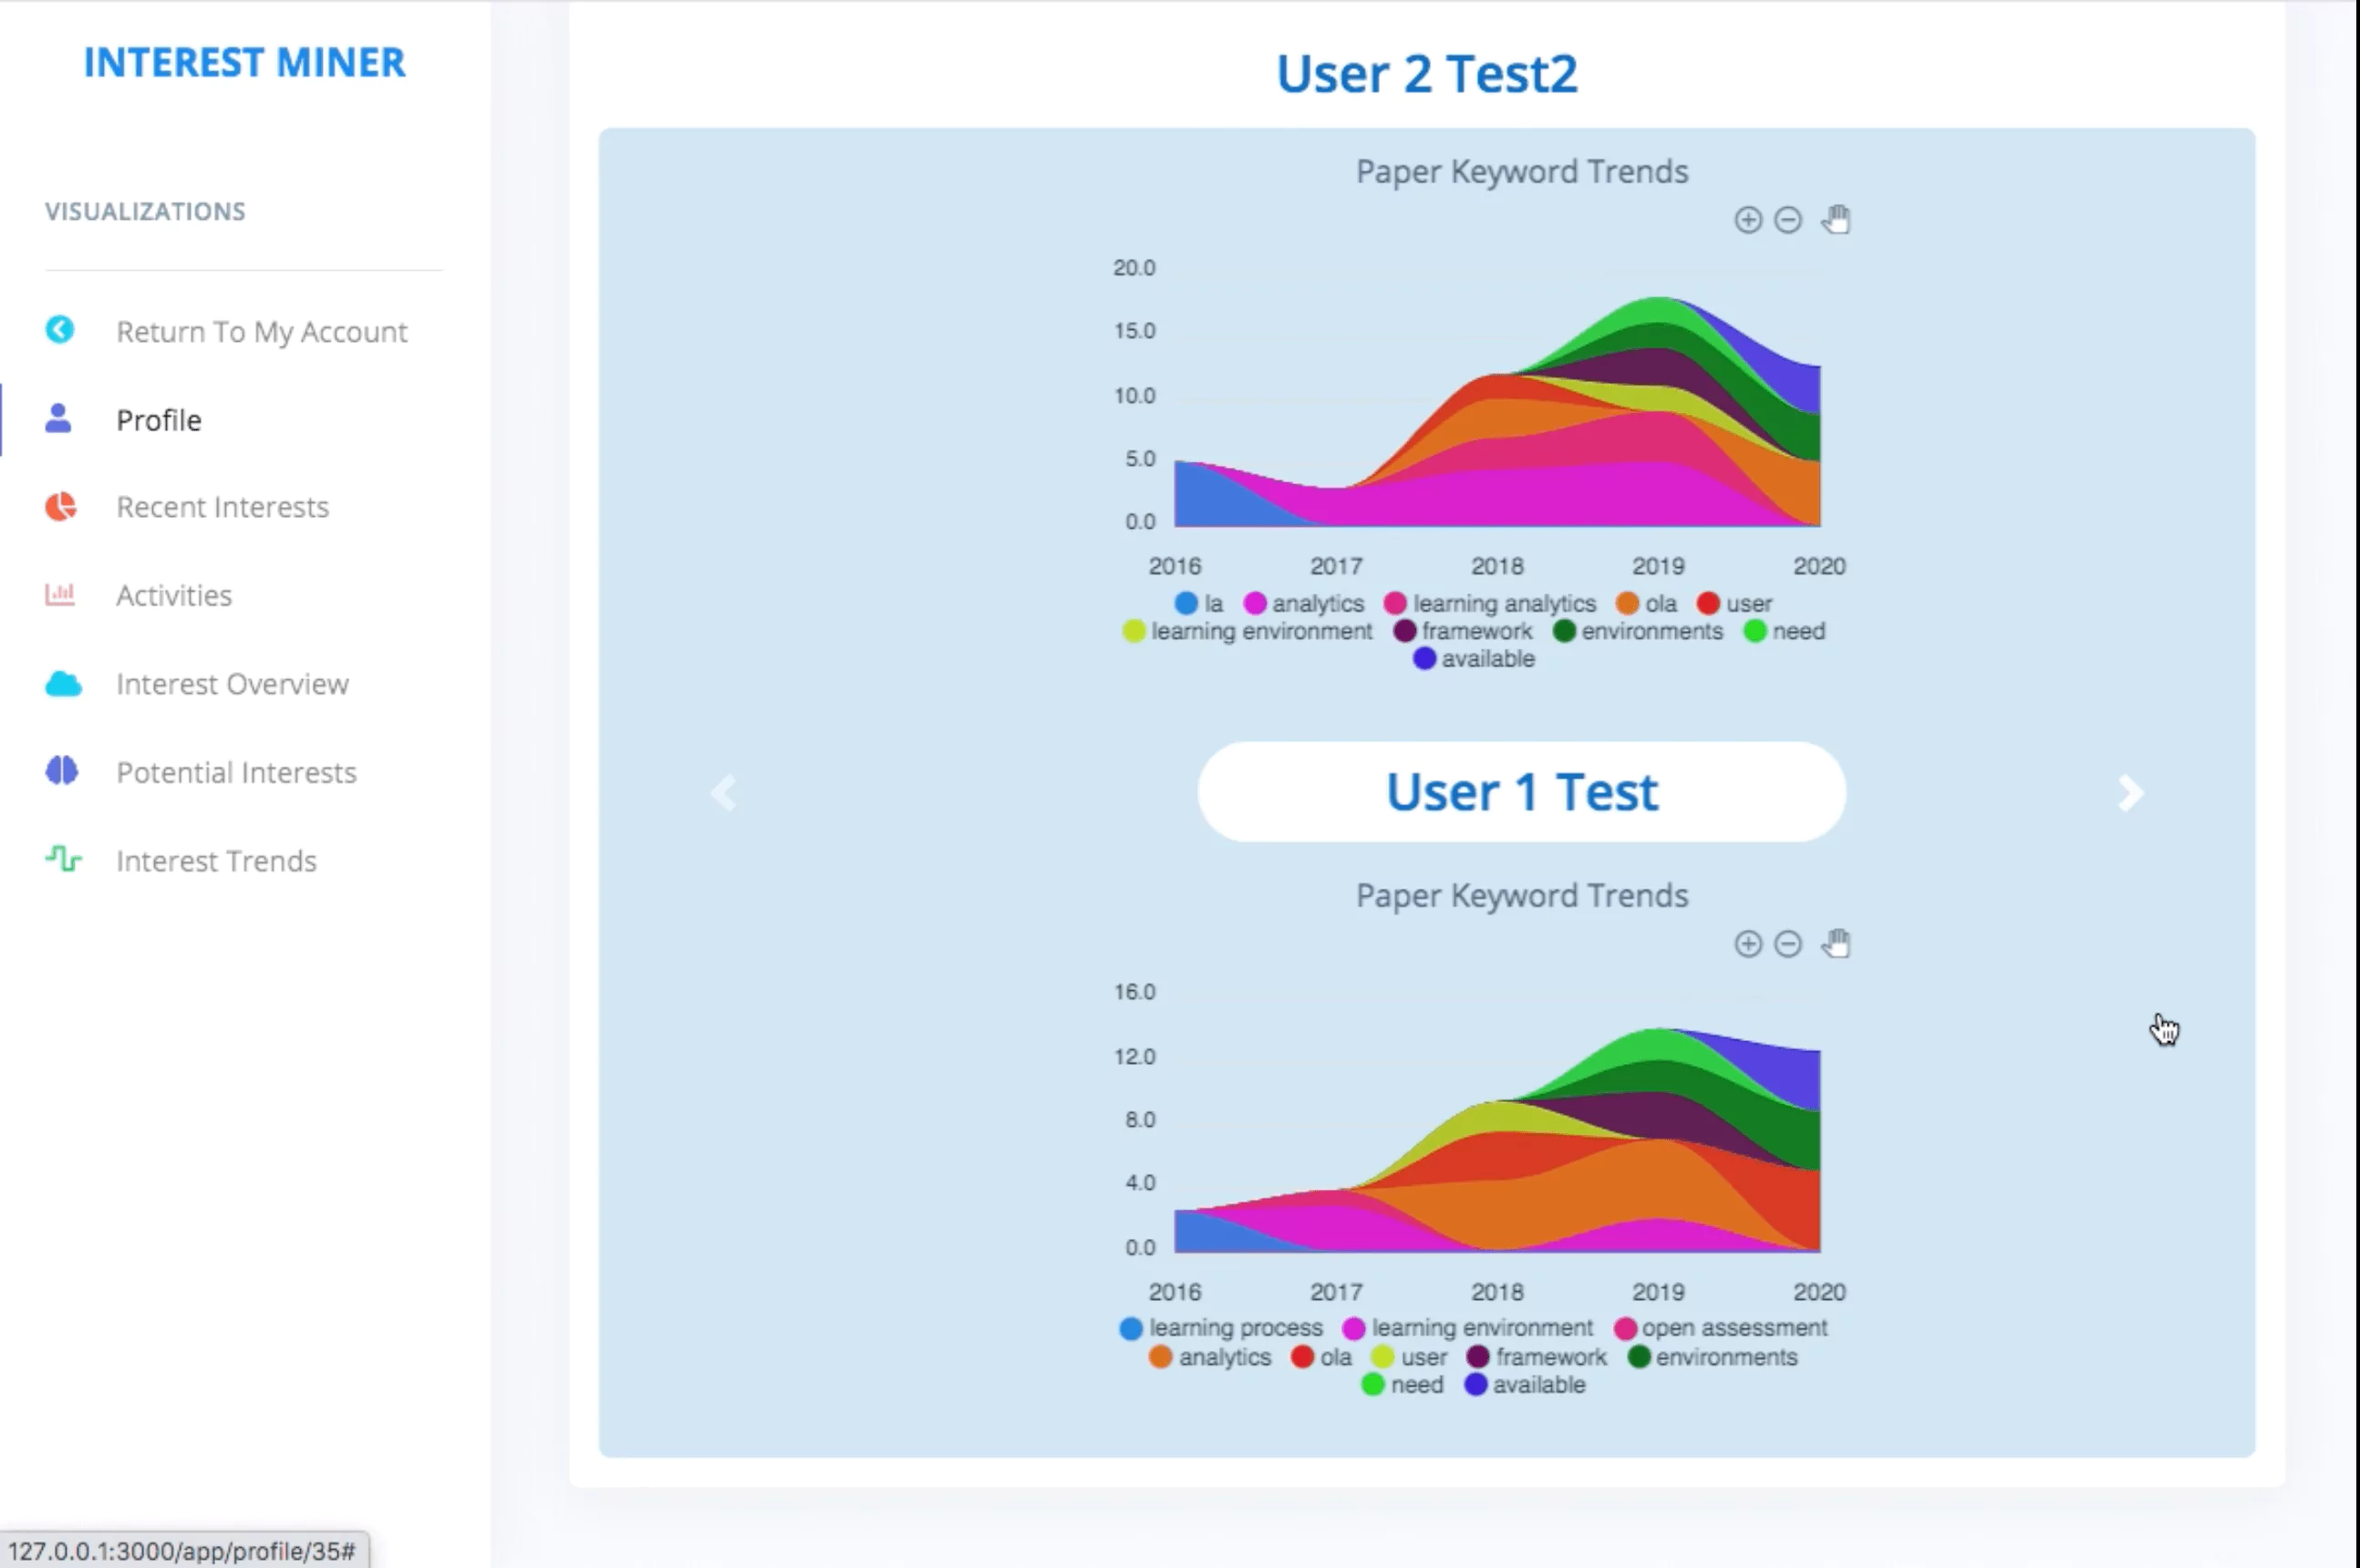 INTEREST MINER
VISUALIZATIONS
Return To My Account
Profile
Recent Interests
Activities
Interest Overview
Potential Interests
Interest Trends
User 2 Test2
Paper Keyword Trends
20.0
15.0
10.0
5.0
0.0
2016 2017 2018 2019 2020
la analytics learning analytics ola user
learning environment framework environments need
available
User 1 Test
Paper Keyword Trends
16.0
12.0
8.0
4.0
0.0
2016 2017 2018 2019 2020
learning process learning environment open assessment
analytics ola user framework environments
need available
127.0.0.1:3000/app/profile/35#